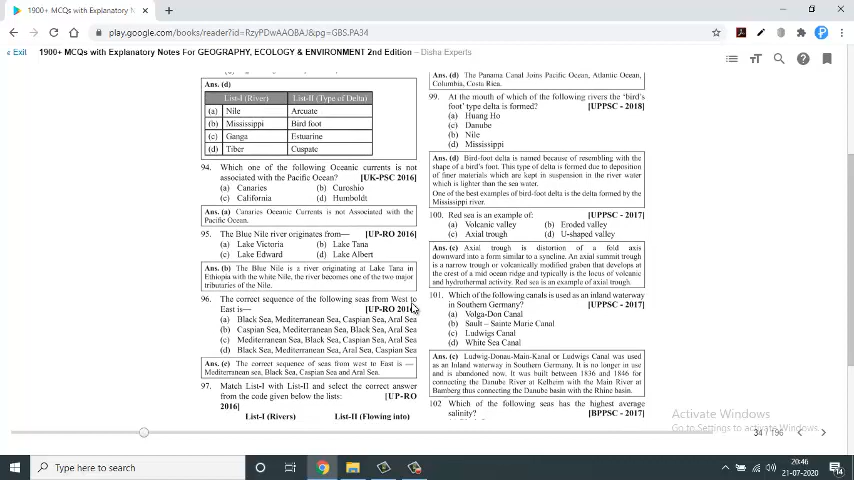 1900+ MCQs with Explanatory N
play.google.com/books/reader?id=RzyPDwAAQBAJ&pg=GBS.PA34
Exit
1900+ MCQs with Explanatory Notes For GEOGRAPHY, ECOLOGY & ENVIRONMENT 2nd Edition – Disha Experts
Ans. (d)
List-I (River) List-II (Type of Delta)
(a) Nile Arcuate
(b) Mississippi Bird foot
(c) Ganga Estuarine
(d) Tiber Cuspate
94. Which one of the following Oceanic currents is not
associated with the Pacific Ocean? [UK-PSC 2016]
(a) Canaries (b) Curoshio
(c) California (d) Humboldt
Ans. (a) Canaries Oceanic Currents is not Associated with the
Pacific Ocean.
95. The Blue Nile river originates from— [UP-RO 2016]
(a) Lake Victoria (b) Lake Tana
(c) Lake Edward (d) Lake Albert
Ans. (b) The Blue Nile is a river originating at Lake Tana in
Ethiopia with the white Nile, the river becomes one of the two major
tributaries of the Nile.
96. The correct sequence of the following seas from West to
East is— [UP-RO 2016]
(a) Black Sea, Mediterranean Sea, Caspian Sea, Aral Sea
(b) Caspian Sea, Mediterranean Sea, Black Sea, Aral Sea
(c) Mediterranean Sea, Black Sea, Caspian Sea, Aral Sea
(d) Black Sea, Mediterranean Sea, Aral Sea, Caspian Sea
Ans. (c) The correct sequence of seas from west to East is —
Mediterranean sea, Black Sea, Caspian Sea and Aral Sea.
97. Match List-I with List-II and select the correct answer
from the code given below the lists: [UP-RO
2016]
List-I (Rivers) List-II (Flowing into)
Ans. (d) The Panama Canal Joins Pacific Ocean, Atlantic Ocean,
Columbia, Costa Rica.
99. At the mouth of which of the following rivers the 'bird's
foot' type delta is formed? [UPPSC - 2018]
(a) Huang Ho
(c) Danube
(b) Nile
(d) Mississippi
Ans. (d) Bird-foot delta is named because of resembling with the
shape of a bird's foot. This type of delta is formed due to deposition
of finer materials which are kept in suspension in the river water
which is lighter than the sea water.
One of the best examples of bird-foot delta is the delta formed by the
Mississippi river.
100. Red sea is an example of: [UPPSC - 2017]
(a) Volcanic valley (b) Eroded valley
(c) Axial trough (d) U-shaped valley
Ans. (c) Axial trough is distortion of a fold axis
downward into a form similar to a syncline. An axial summit trough
is a narrow trough or volcanically modified graben that develops at
the crest of a mid ocean ridge and typically is the locus of volcanic
and hydrothermal activity. Red sea is an example of axial trough.
101. Which of the following canals is used as an inland waterway
in Southern Germany? [UPPSC - 2017]
(a) Volga-Don Canal
(b) Sault – Sainte Marie Canal
(c) Ludwigs Canal
(d) White Sea Canal
Ans. (c) Ludwig-Donau-Main-Kanal or Ludwigs Canal was used
as an Inland waterway in Southern Germany. It is no longer in use
and is abandoned now. It was built between 1836 and 1846 for
connecting the Danube River at Kelheim with the Main River at
Bamberg thus connecting the Danube basin with the Rhine basin.
102 Which of the following seas has the highest average
salinity? [BPPSC - 2017]
Activate Windows
Go to Settings to activate Windows.
34 / 196
Type here to search
20:46
21-07-2020
14